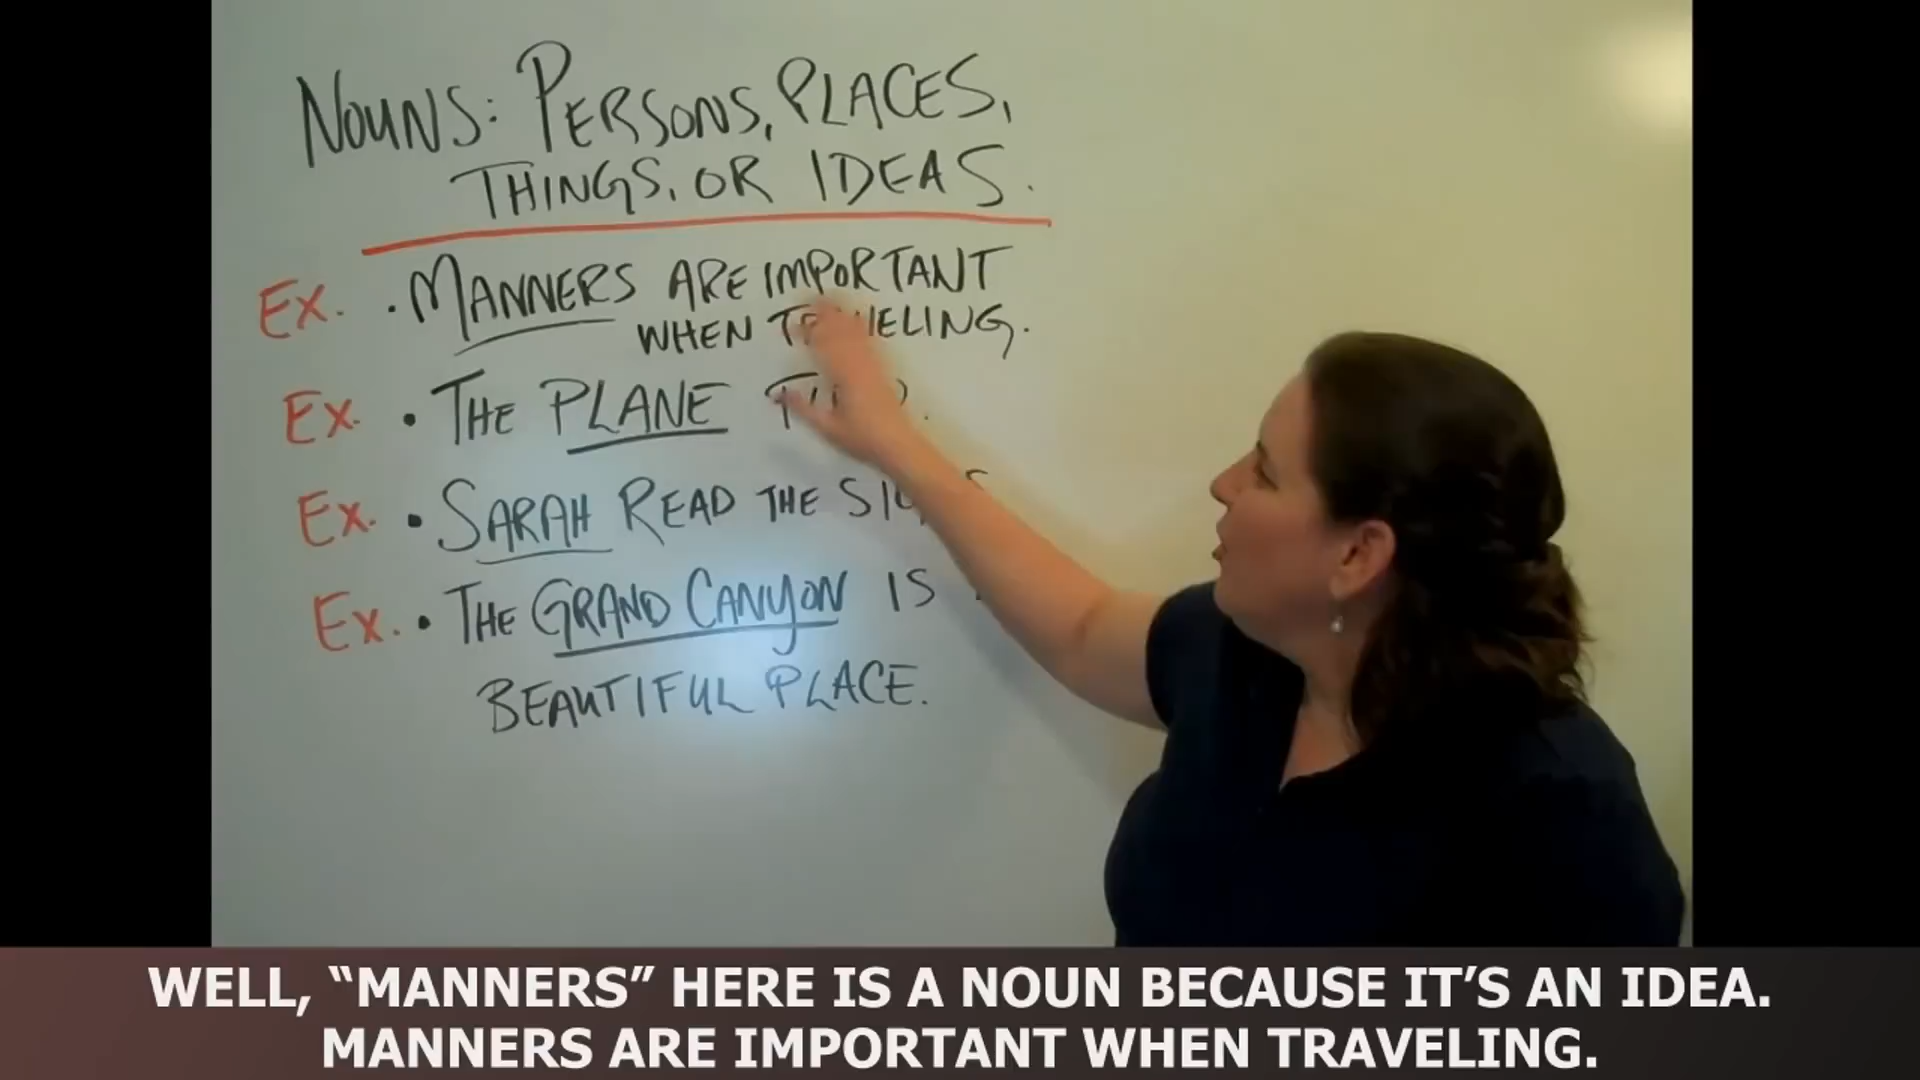 NOUNS: PERSONS, PLACES,
THINGS, OR IDEAS.
Ex. • MANNERS ARE IMPORTANT
WHEN TRAVELING.
Ex. • THE PLANE
Ex. • SARAH READ THE
Ex. • THE GRAND CANYON IS
BEAUTIFUL PLACE.
WELL, “MANNERS” HERE IS A NOUN BECAUSE IT’S AN IDEA.
MANNERS ARE IMPORTANT WHEN TRAVELING.